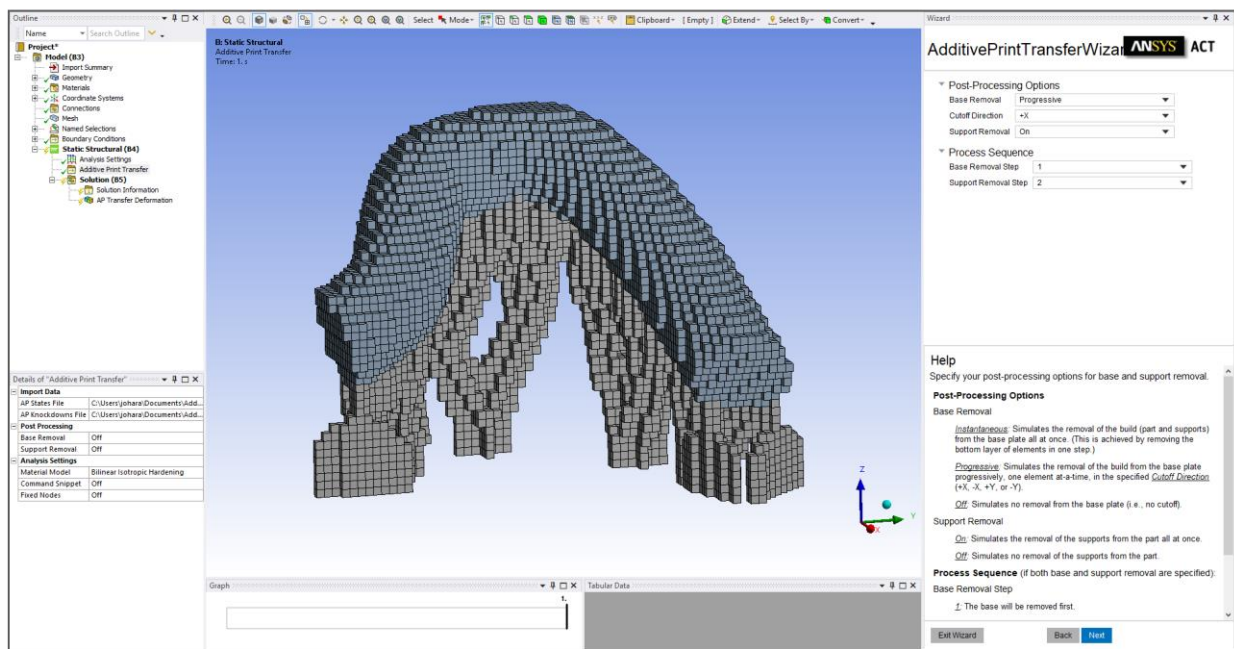 Outline
Name
Search Outline
Project*
Model (B3)
Import Summary
Geometry
Materials
Coordinate Systems
Connections
Mesh
Named Selections
Boundary Conditions
Static Structural (B4)
Analysis Settings
Additive Print Transfer
Solution (B5)
Solution Information
AP Transfer Deformation
Details of "Additive Print Transfer"
Import Data
AP States File C:\Users\johara\Documents\Add...
AP Knockdowns File C:\Users\johara\Documents\Add...
Post Processing
Base Removal Off
Support Removal Off
Analysis Settings
Material Model Bilinear Isotropic Hardening
Command Snippet Off
Fixed Nodes Off
Select Mode Clipboard [ Empty ] Extend Select By Convert
B: Static Structural
Additive Print Transfer
Time: 1. s
Z
Y
X
Graph
1.
Tabular Data
Wizard
AdditivePrintTransferWizar
ANSYS ACT
Post-Processing Options
Base Removal Progressive
Cutoff Direction +X
Support Removal On
Process Sequence
Base Removal Step 1
Support Removal Step 2
Help
Specify your post-processing options for base and support removal.
Post-Processing Options
Base Removal
Instantaneous: Simulates the removal of the build (part and supports)
from the base plate all at once. (This is achieved by removing the
bottom layer of elements in one step.)
Progressive: Simulates the removal of the build from the base plate
progressively, one element at-a-time, in the specified Cutoff Direction
(+X, -X, +Y, or -Y).
Off: Simulates no removal from the base plate (i.e., no cutoff).
Support Removal
On: Simulates the removal of the supports from the part all at once.
Off: Simulates no removal of the supports from the part.
Process Sequence (if both base and support removal are specified):
Base Removal Step
1: The base will be removed first.
Exit Wizard
Back
Next